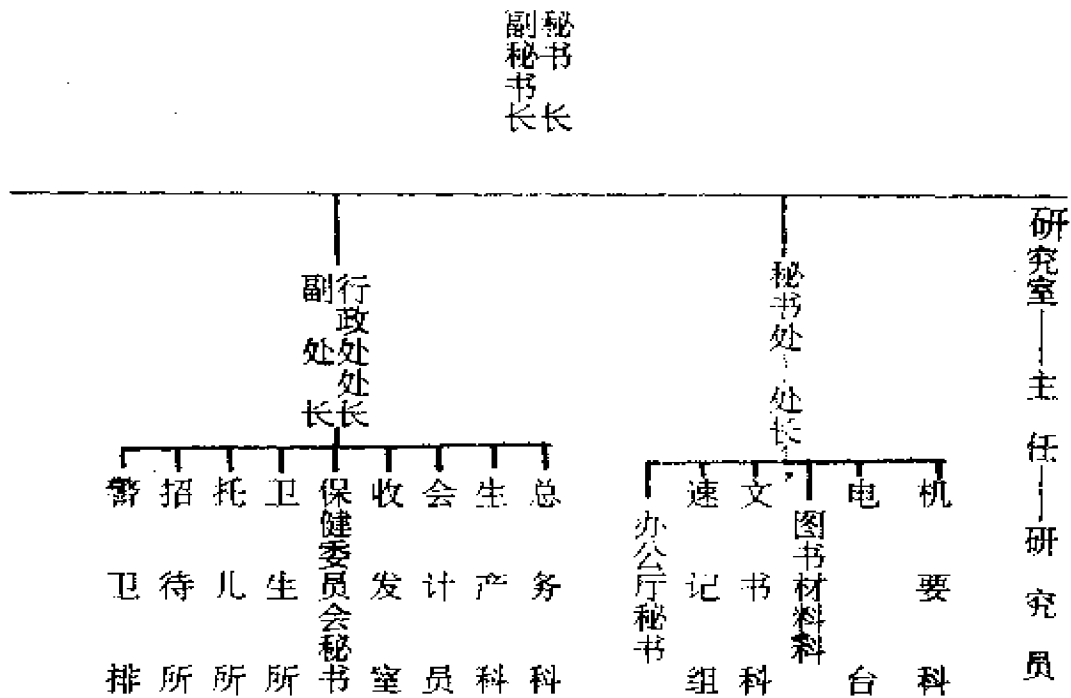 秘书长
副秘书长
研究室——主任——研究员
秘书处处长
机要科
电台
图书材料科
文书科
速记组
办公厅秘书
行政处处长
副处长
总务科
生产科
会计员
收发室
保健委员会秘书
卫生所
托儿所
招待所
警卫排